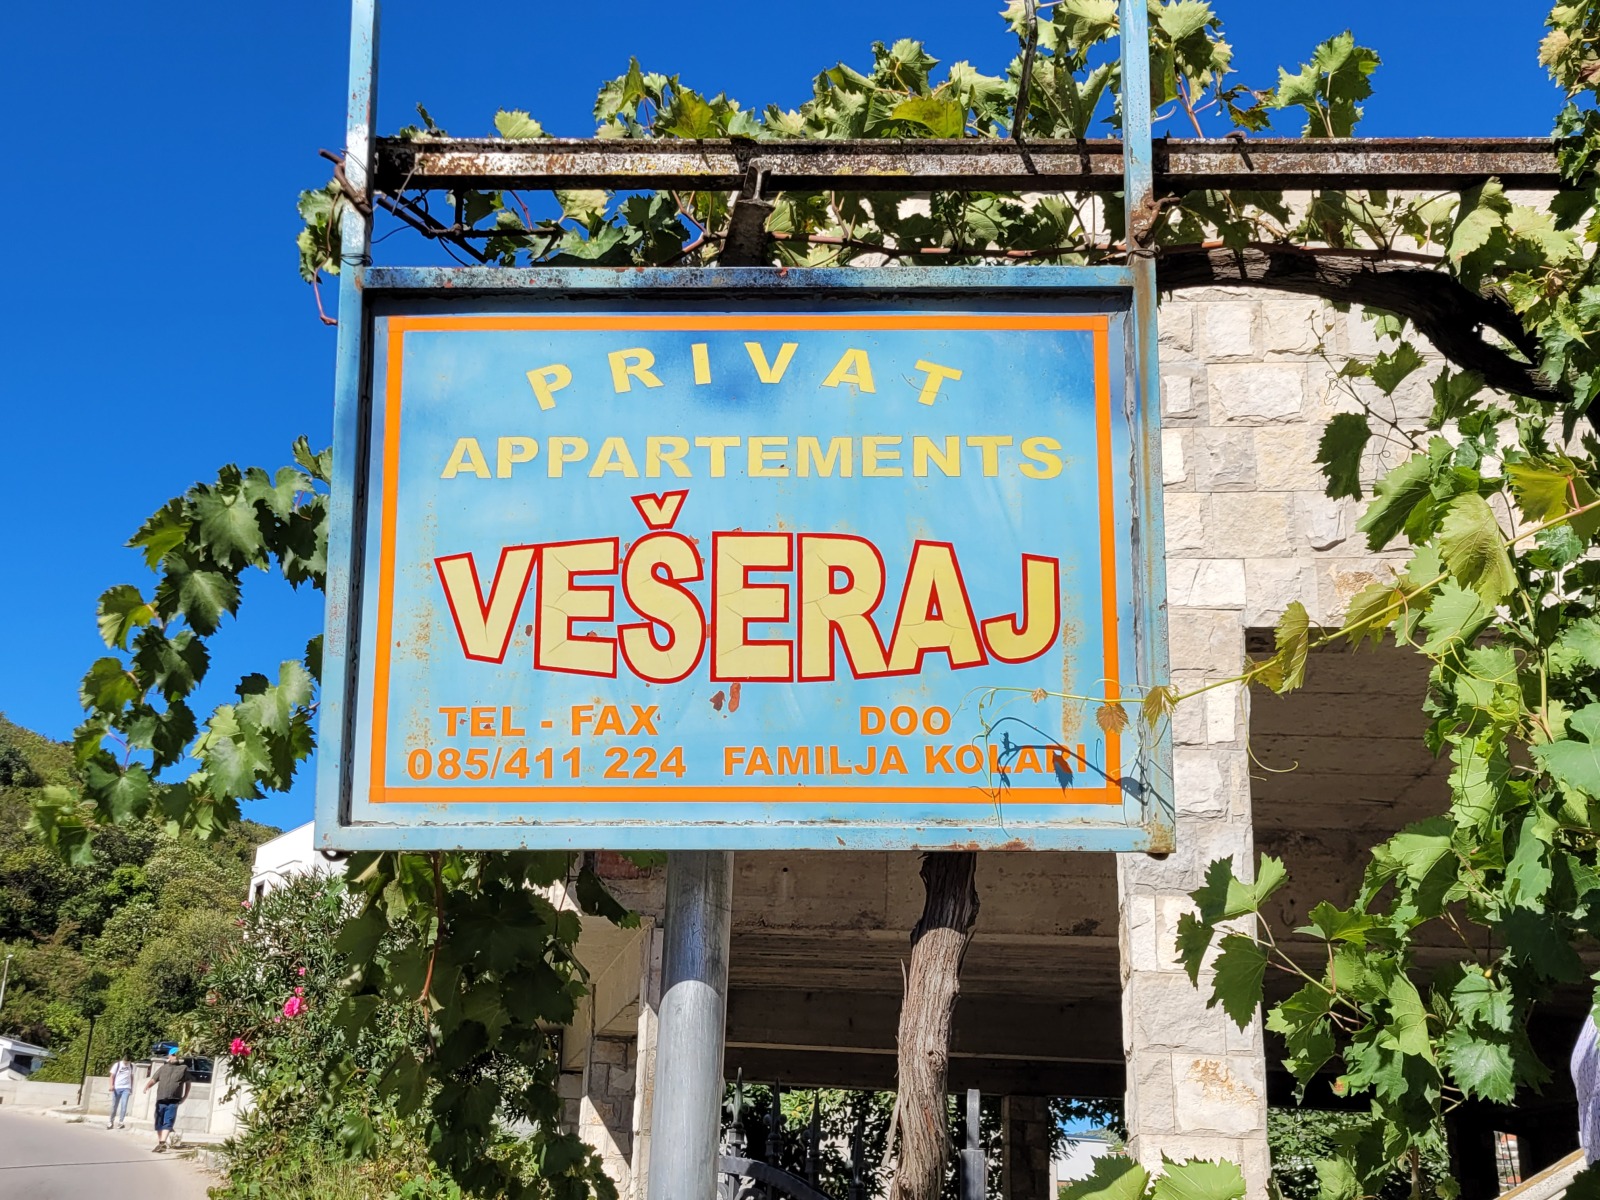 PRIVAT
APPARTEMENTS
VEŠERAJ
TEL - FAX
085/411 224
DOO
FAMILJA KOLARI